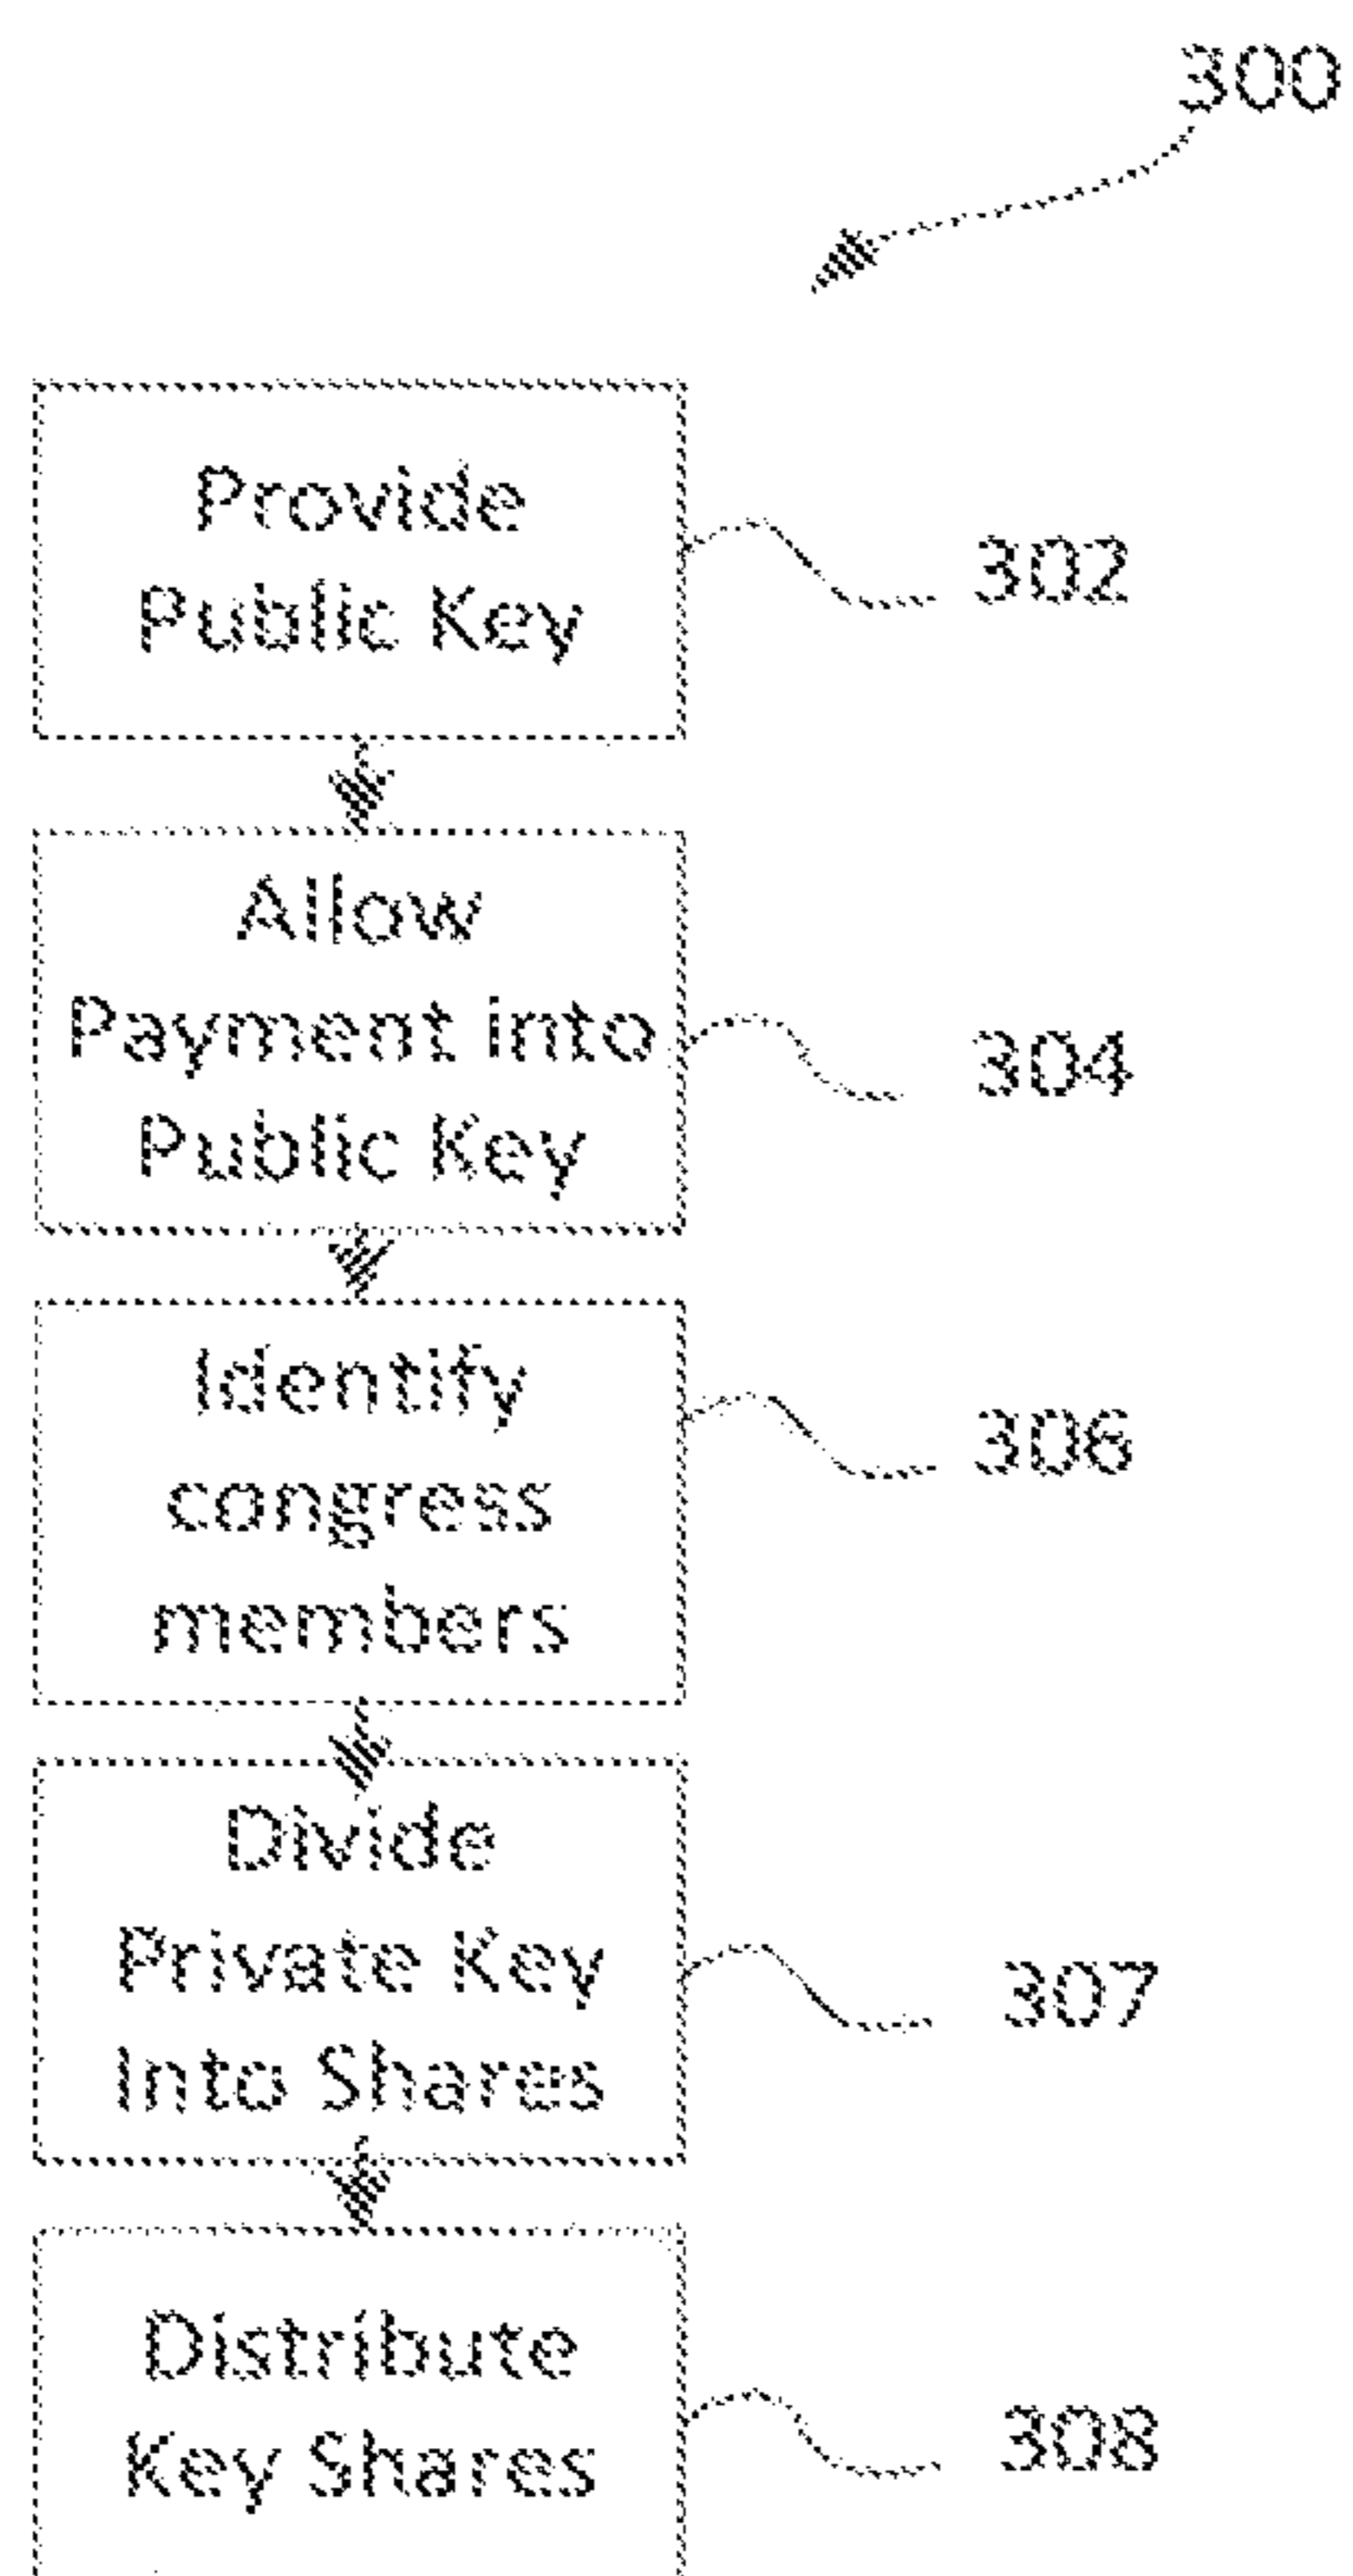 300
Provide
Public Key
302
Allow
Payment into
Public Key
304
Identify
congress
members
306
Divide
Private Key
Into Shares
307
Distribute
Key Shares
308